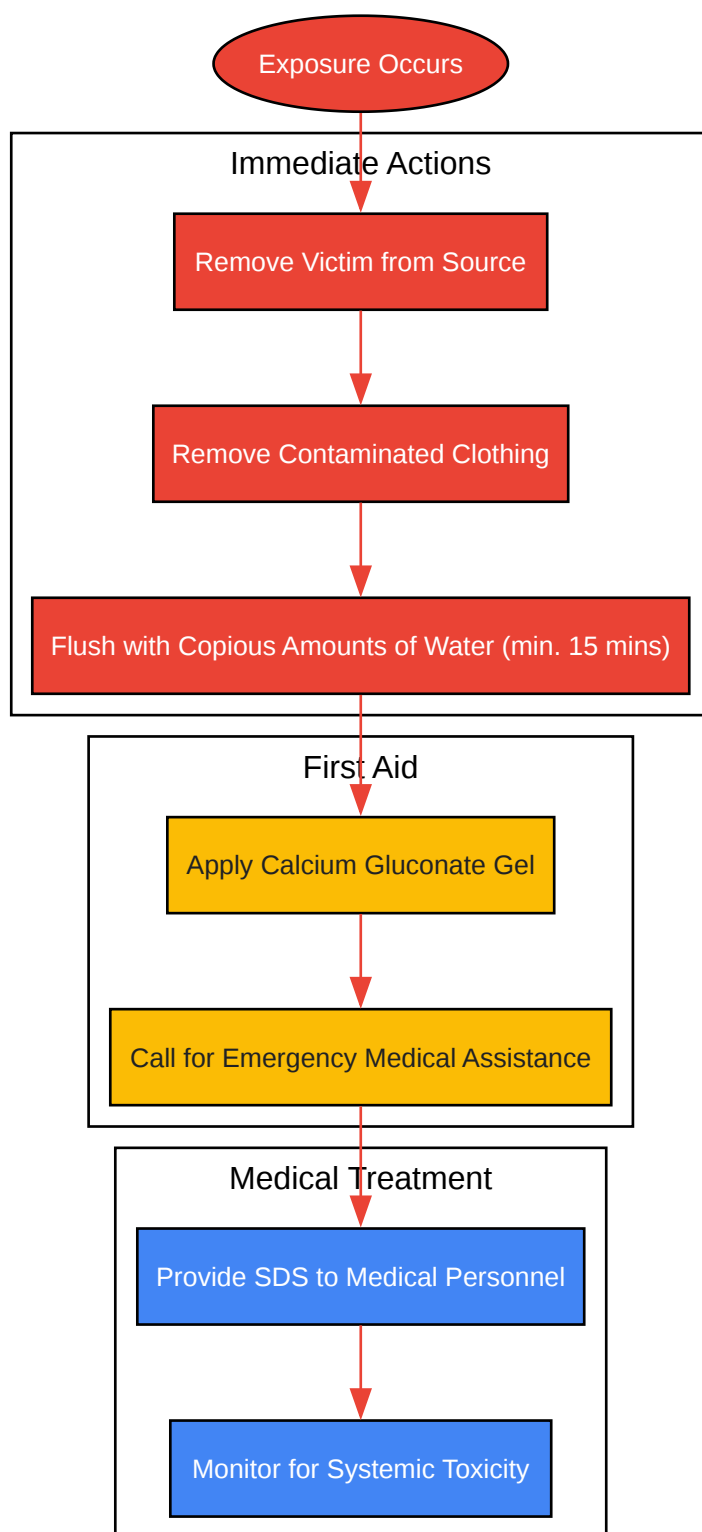 Exposure Occurs
Immediate Actions
Remove Victim from Source
Remove Contaminated Clothing
Flush with Copious Amounts of Water (min. 15 mins)
First Aid
Apply Calcium Gluconate Gel
Call for Emergency Medical Assistance
Medical Treatment
Provide SDS to Medical Personnel
Monitor for Systemic Toxicity